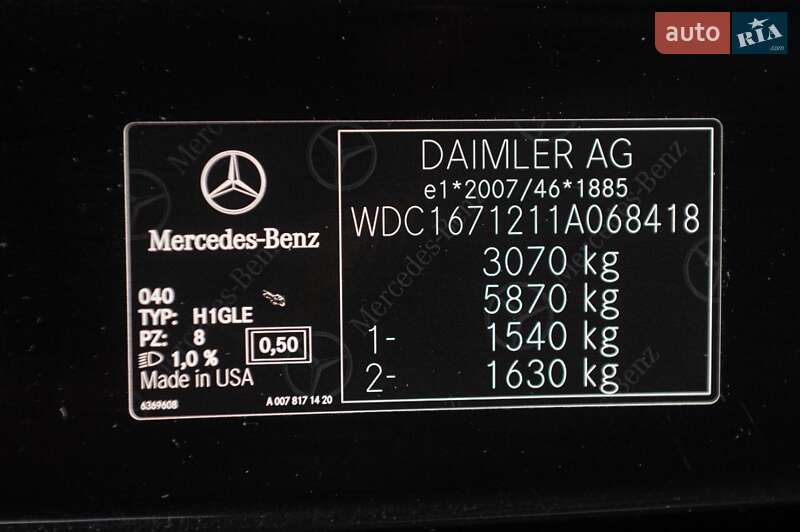 auto RIA.com
Mercedes-Benz
040
TYP: H1GLE
PZ: 8
1,0 %
0,50
Made in USA
6369608
A 007 817 14 20
DAIMLER AG
e1*2007/46*1885
WDC1671211A068418
3070 kg
5870 kg
1- 1540 kg
2- 1630 kg